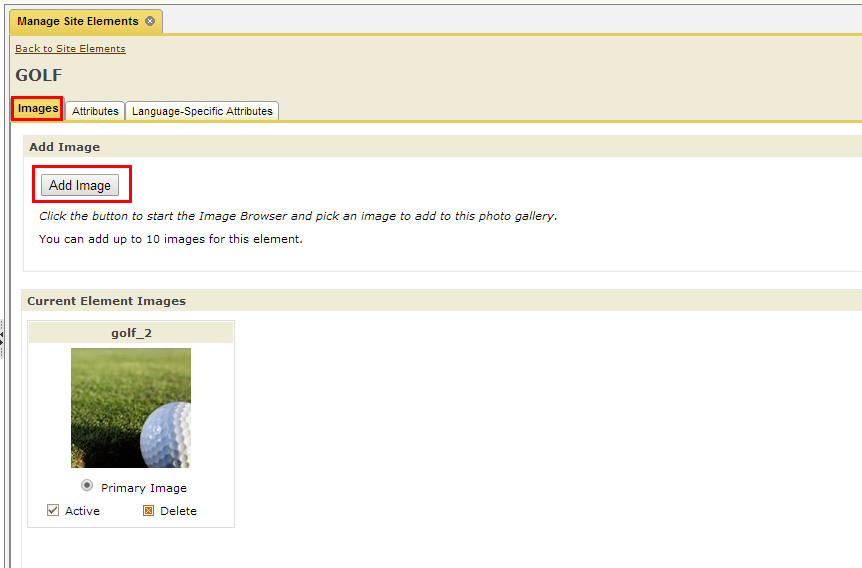 Manage Site Elements
Back to Site Elements
GOLF
Images Attributes Language-Specific Attributes
Add Image
Add Image
Click the button to start the Image Browser and pick an image to add to this photo gallery.
You can add up to 10 images for this element.
Current Element Images
golf_2
Primary Image
Active Delete